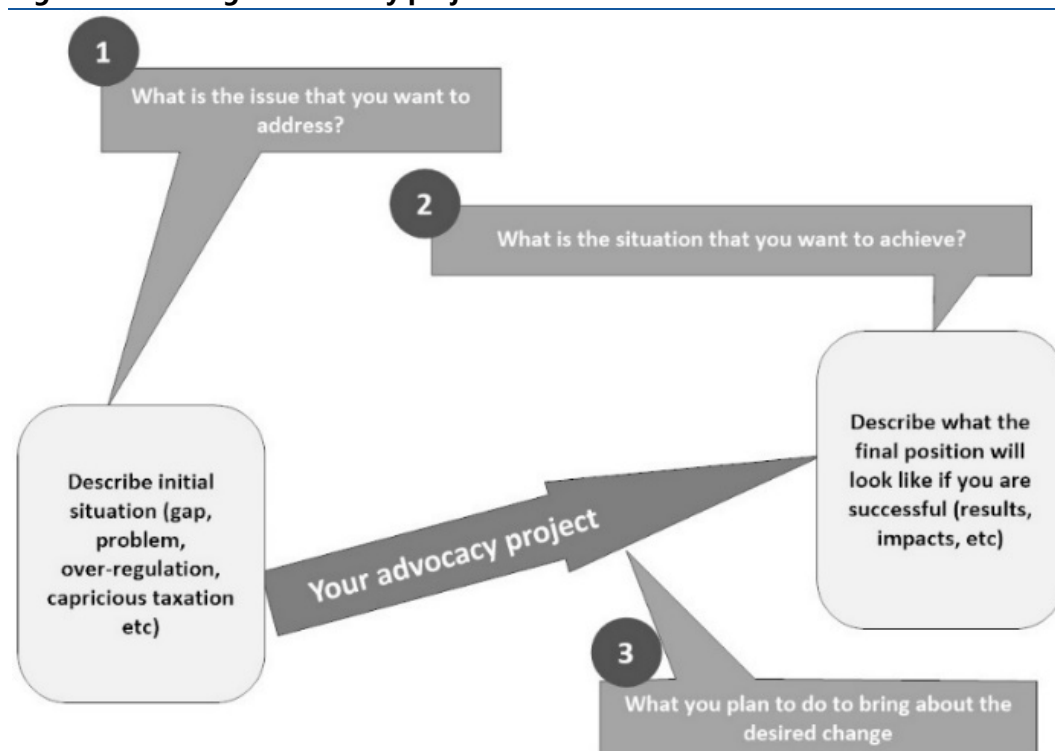 1
What is the issue that you want to
address?
2
What is the situation that you want to achieve?
Describe what the
final position will
look like if you are
successful (results,
impacts, etc)
Describe initial
situation (gap,
problem,
over-regulation,
capricious taxation
etc)
Your advocacy project
3
What you plan to do to bring about the
desired change